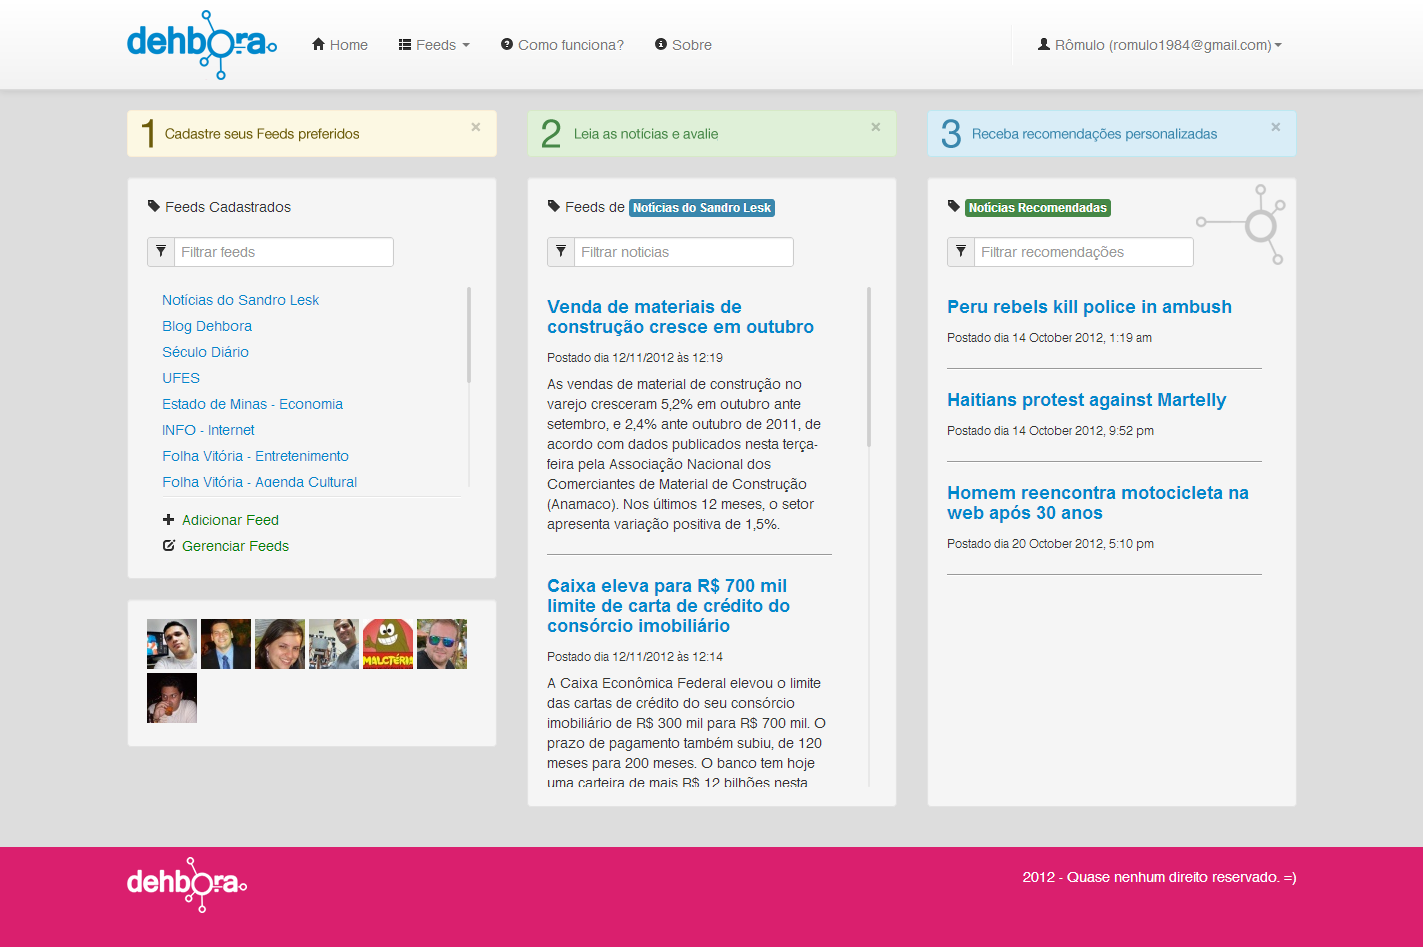 dehbora
Home
Feeds
Como funciona?
Sobre
Rômulo (romulo1984@gmail.com)
1 Cadastre seus Feeds preferidos ×
2 Leia as notícias e avalie ×
3 Receba recomendações personalizadas ×
Feeds Cadastrados
Filtrar feeds
Notícias do Sandro Lesk
Blog Dehbora
Século Diário
UFES
Estado de Minas - Economia
INFO - Internet
Folha Vitória - Entretenimento
Folha Vitória - Agenda Cultural
Adicionar Feed
Gerenciar Feeds
MALCTÉRIA
Feeds de Notícias do Sandro Lesk
Filtrar noticias
Venda de materiais de
construção cresce em outubro
Postado dia 12/11/2012 às 12:19
As vendas de material de construção no
varejo cresceram 5,2% em outubro ante
setembro, e 2,4% ante outubro de 2011, de
acordo com dados publicados nesta terça-
feira pela Associação Nacional dos
Comerciantes de Material de Construção
(Anamaco). Nos últimos 12 meses, o setor
apresenta variação positiva de 1,5%.
Caixa eleva para R$ 700 mil
limite de carta de crédito do
consórcio imobiliário
Postado dia 12/11/2012 às 12:14
A Caixa Econômica Federal elevou o limite
das cartas de crédito do seu consórcio
imobiliário de R$ 300 mil para R$ 700 mil. O
prazo de pagamento também subiu, de 120
meses para 200 meses. O banco tem hoje
uma carteira de mais R$ 12 bilhões nesta
Notícias Recomendadas
Filtrar recomendações
Peru rebels kill police in ambush
Postado dia 14 October 2012, 1:19 am
Haitians protest against Martelly
Postado dia 14 October 2012, 9:52 pm
Homem reencontra motocicleta na
web após 30 anos
Postado dia 20 October 2012, 5:10 pm
dehbora
2012 - Quase nenhum direito reservado. =)